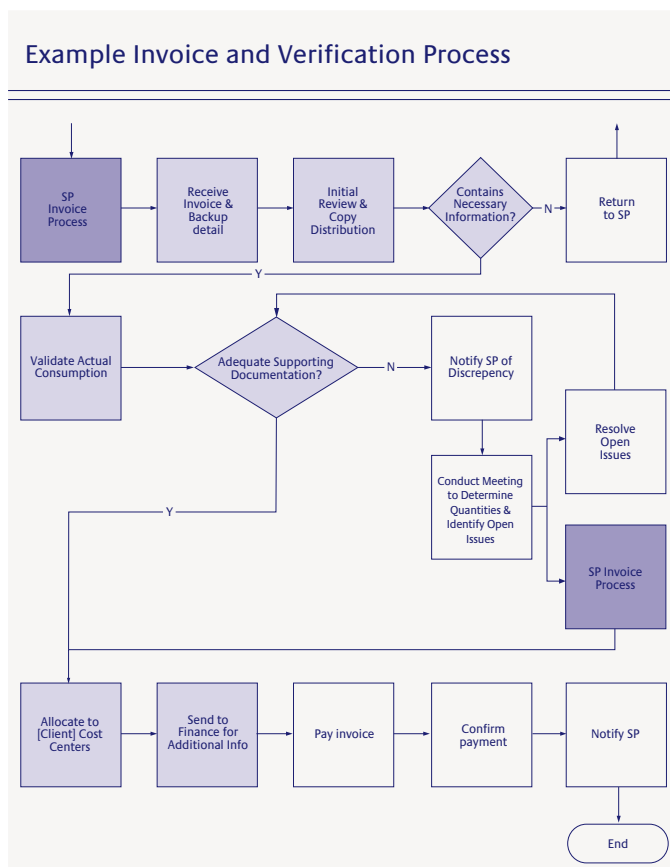 Example Invoice and Verification Process
SP
Invoice
Process
Receive
Invoice &
Backup
detail
Initial
Review &
Copy
Distribution
Contains
Necessary
Information?
N
Return
to SP
Y
Validate Actual
Consumption
Adequate Supporting
Documentation?
N
Notify SP of
Discrepency
Resolve
Open
Issues
Conduct Meeting
to Determine
Quantities &
Identify Open
Issues
Y
SP Invoice
Process
Allocate to
[Client] Cost
Centers
Send to
Finance for
Additional Info
Pay invoice
Confirm
payment
Notify SP
End